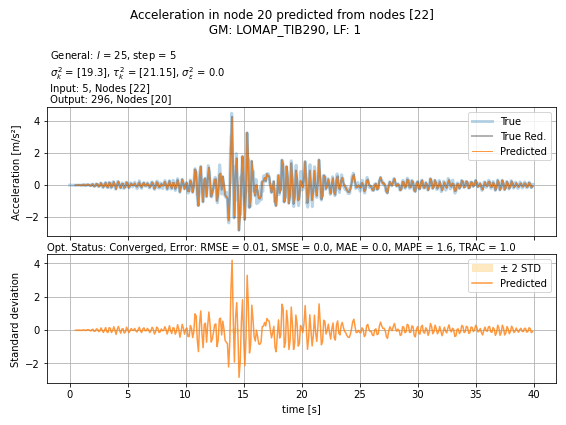 Acceleration in node 20 predicted from nodes [22]
GM: LOMAP_TIB290, LF: 1
General: l = 25, step = 5
σ²ₖ = [19.3], τ²ₖ = [21.15], σ²ε = 0.0
Input: 5, Nodes [22]
Output: 296, Nodes [20]
Acceleration [m/s²]
4
2
0
−2
True
True Red.
Predicted
Opt. Status: Converged, Error: RMSE = 0.01, SMSE = 0.0, MAE = 0.0, MAPE = 1.6, TRAC = 1.0
Standard deviation
4
2
0
−2
± 2 STD
Predicted
0 5 10 15 20 25 30 35 40
time [s]